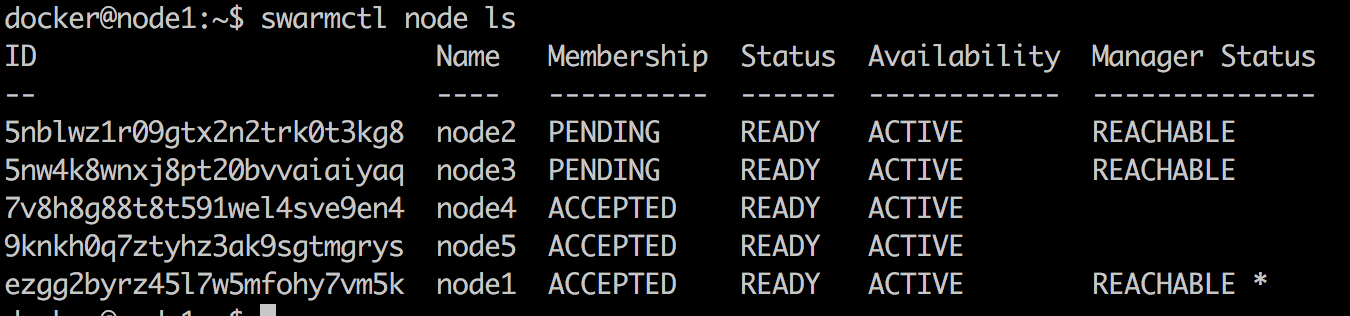 docker@node1:~$ swarmctl node ls
ID Name Membership Status Availability Manager Status
-- ---- ---------- ------ ------------ --------------
5nblwz1r09gtx2n2trk0t3kg8 node2 PENDING READY ACTIVE REACHABLE
5nw4k8wnxj8pt20bvvaiaiyaq node3 PENDING READY ACTIVE REACHABLE
7v8h8g88t8t591wel4sve9en4 node4 ACCEPTED READY ACTIVE
9knkh0q7ztyhz3ak9sgtmgrys node5 ACCEPTED READY ACTIVE
ezgg2byrz45l7w5mfohy7vm5k node1 ACCEPTED READY ACTIVE REACHABLE *
docker@node1:~$